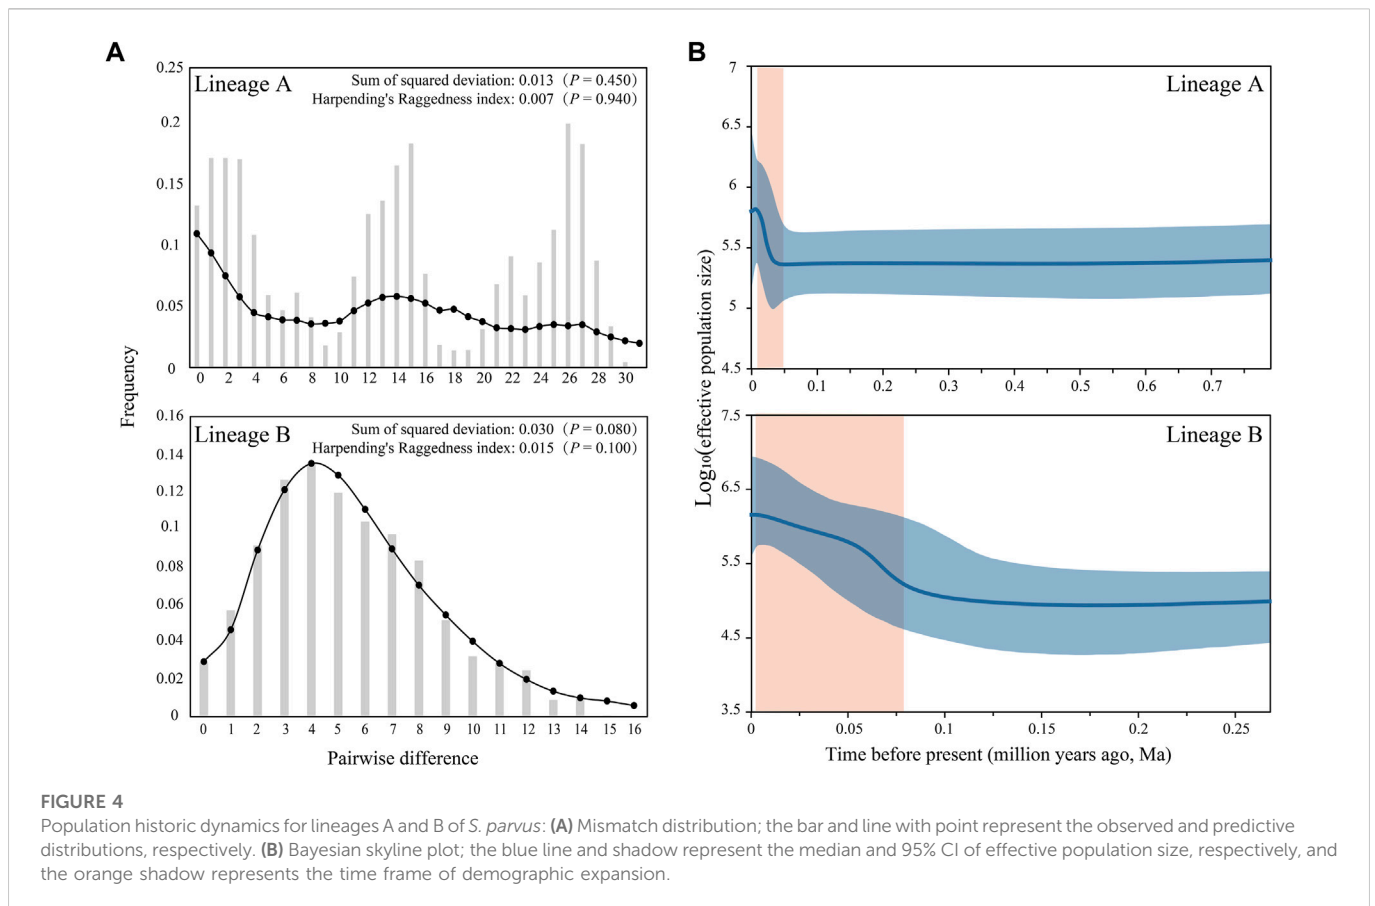 A
Lineage A
Sum of squared deviation: 0.013 (P = 0.450)
Harpending's Raggedness index: 0.007 (P = 0.940)
0.25
0.2
0.15
0.1
0.05
0
0 2 4 6 8 10 12 14 16 18 20 22 24 26 28 30
Frequency
Lineage B
Sum of squared deviation: 0.030 (P = 0.080)
Harpending's Raggedness index: 0.015 (P = 0.100)
0.16
0.14
0.12
0.1
0.08
0.06
0.04
0.02
0
0 1 2 3 4 5 6 7 8 9 10 11 12 13 14 15 16
Pairwise difference
B
Lineage A
7
6.5
6
5.5
5
4.5
0 0.1 0.2 0.3 0.4 0.5 0.6 0.7
Log₁₀(effective population size)
Lineage B
7.5
6.5
5.5
4.5
3.5
0 0.05 0.1 0.15 0.2 0.25
Time before present (million years ago, Ma)
FIGURE 4
Population historic dynamics for lineages A and B of S. parvus: (A) Mismatch distribution; the bar and line with point represent the observed and predictive
distributions, respectively. (B) Bayesian skyline plot; the blue line and shadow represent the median and 95% CI of effective population size, respectively, and
the orange shadow represents the time frame of demographic expansion.